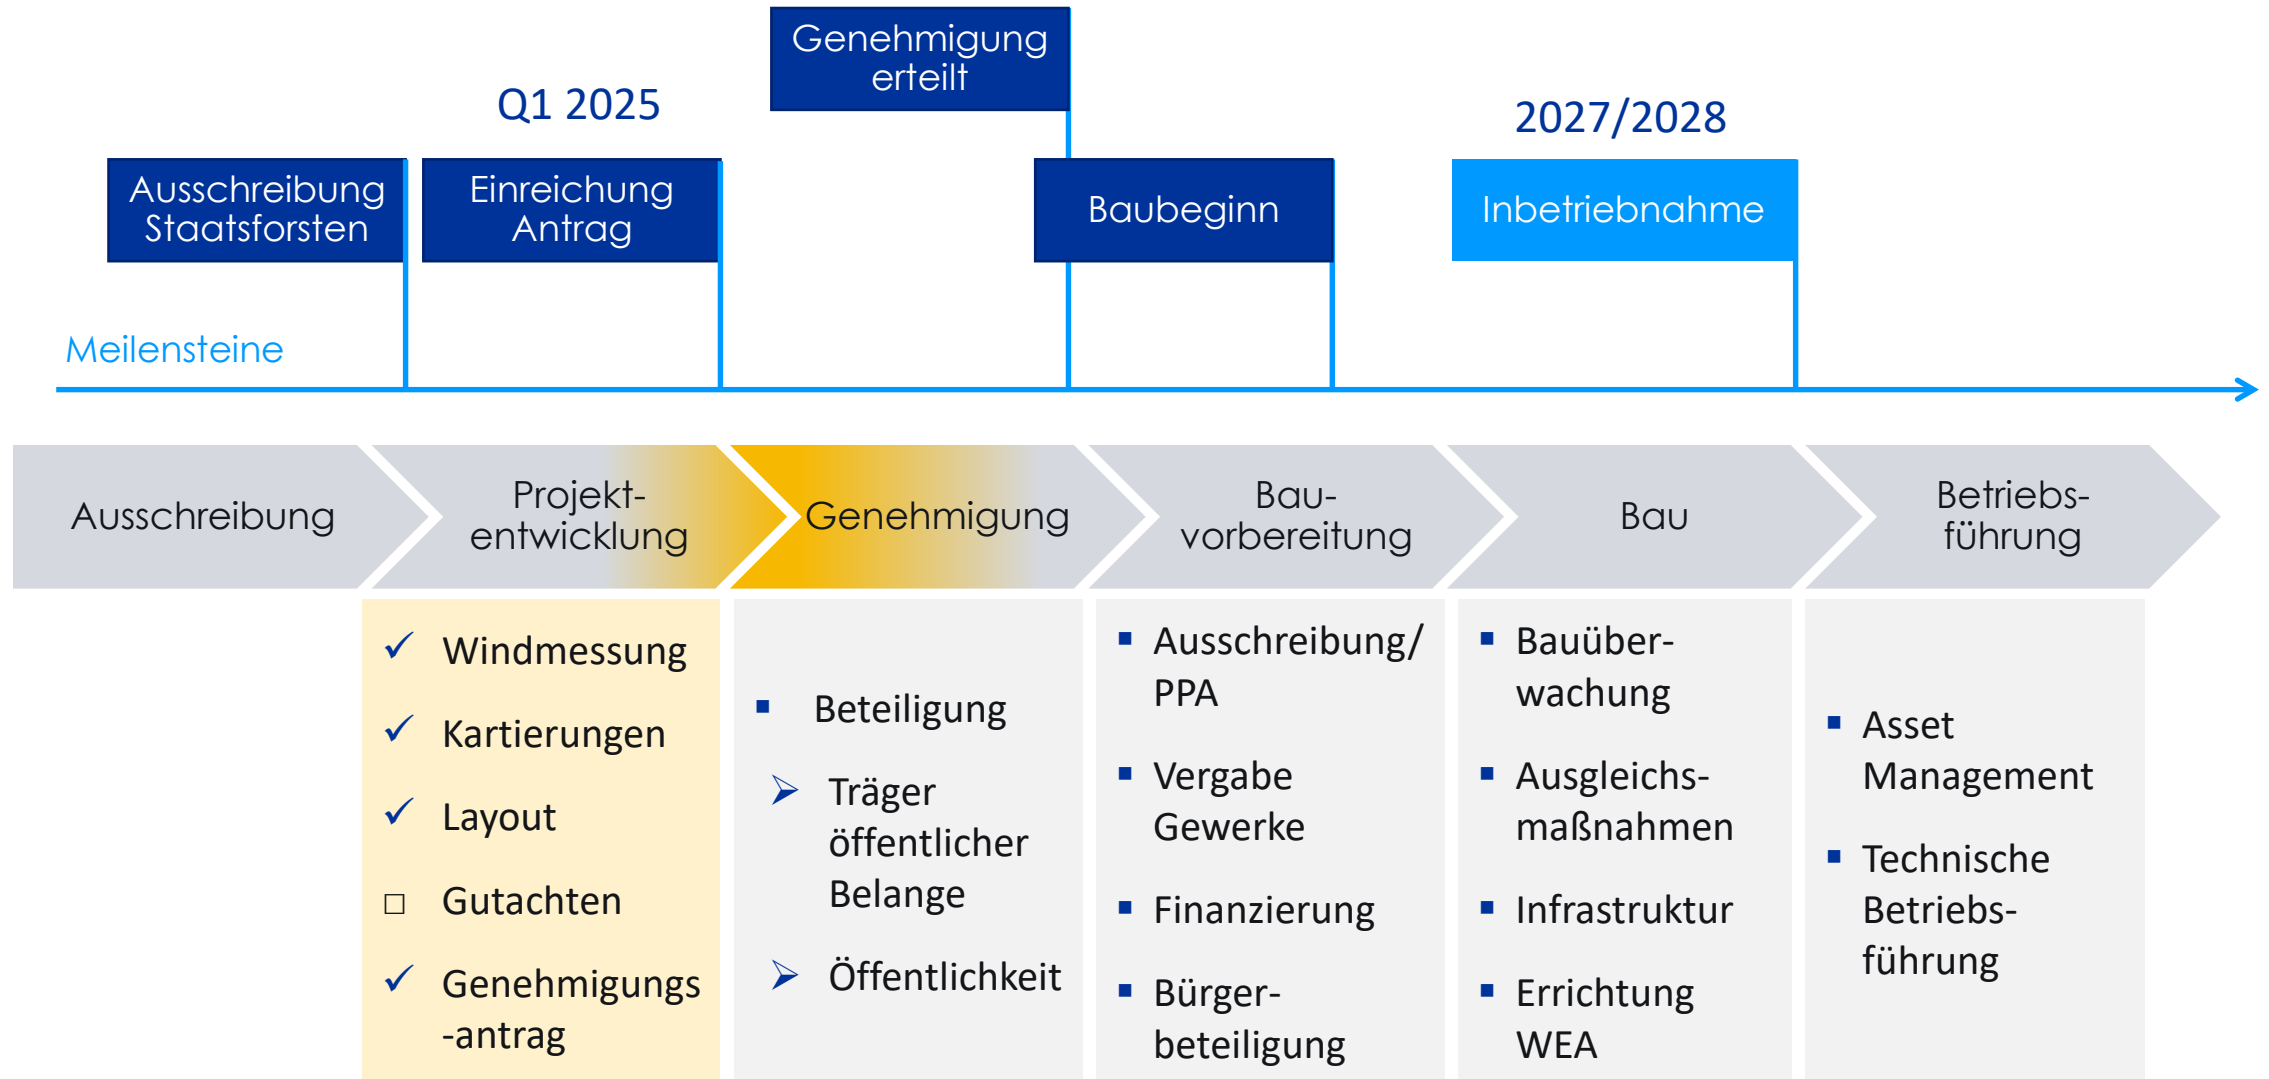 Genehmigung
erteilt
Q1 2025
2027/2028
Ausschreibung
Staatsforsten
Einreichung
Antrag
Baubeginn
Inbetriebnahme
Meilensteine
Ausschreibung
Projekt-
entwicklung
Genehmigung
Bau-
vorbereitung
Bau
Betriebs-
führung
✓ Windmessung
✓ Kartierungen
✓ Layout
□ Gutachten
✓ Genehmigungs
-antrag
▪ Beteiligung
➢ Träger
öffentlicher
Belange
➢ Öffentlichkeit
▪ Ausschreibung/
PPA
▪ Vergabe
Gewerke
▪ Finanzierung
▪ Bürger-
beteiligung
▪ Bauüber-
wachung
▪ Ausgleichs-
maßnahmen
▪ Infrastruktur
▪ Errichtung
WEA
▪ Asset
Management
▪ Technische
Betriebs-
führung